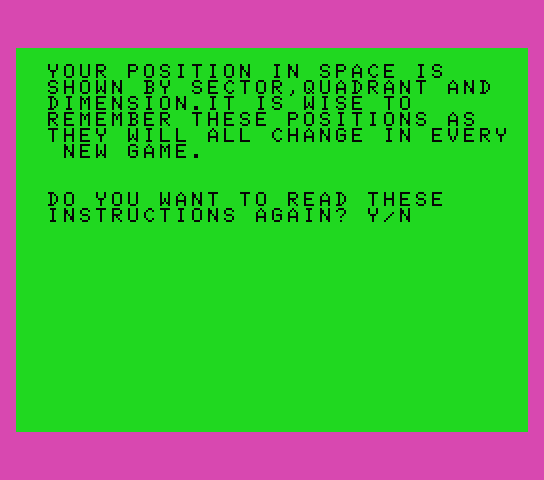 YOUR POSITION IN SPACE IS
SHOWN BY SECTOR,QUADRANT AND
DIMENSION.IT IS WISE TO
REMEMBER THESE POSITIONS AS
THEY WILL ALL CHANGE IN EVERY
NEW GAME.
DO YOU WANT TO READ THESE
INSTRUCTIONS AGAIN? Y/N